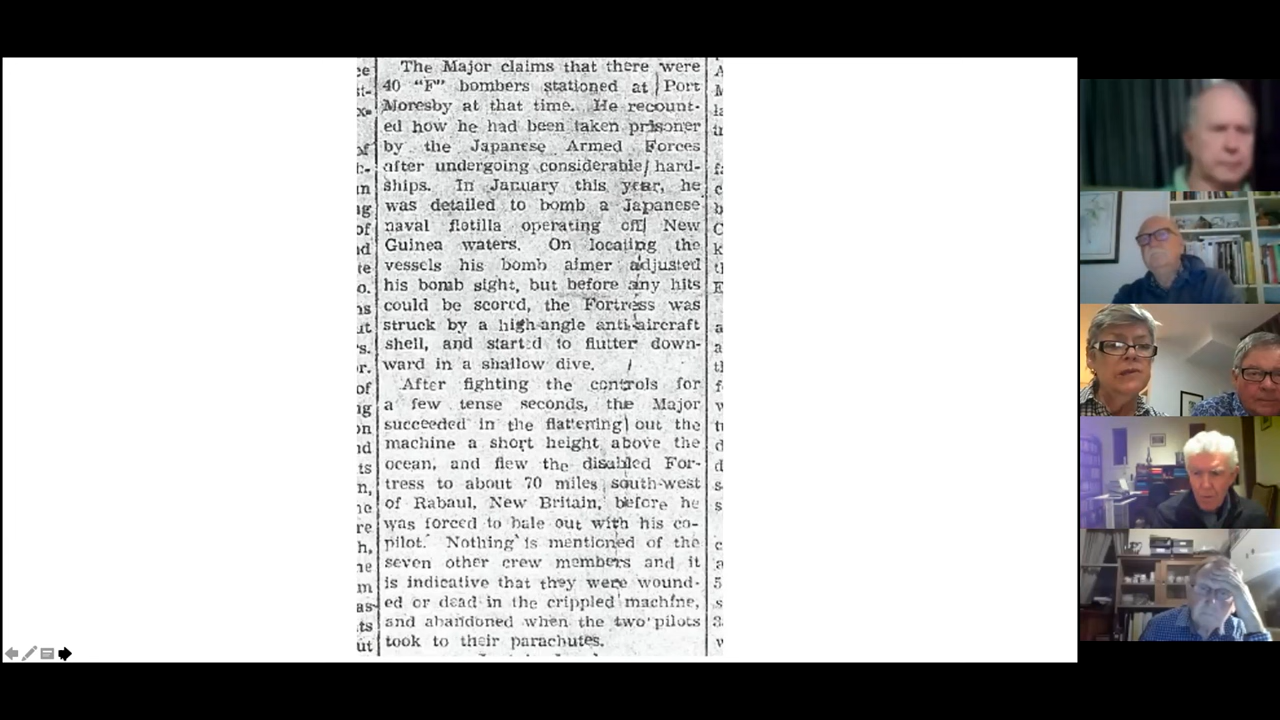 The Major claims that there were
40 "F" bombers stationed at Port
Moresby at that time. He recount-
ed how he had been taken prisoner
by the Japanese Armed Forces
after undergoing considerable hard-
ships. In January this year, he
was detailed to bomb a Japanese
naval flotilla operating off New
Guinea waters. On locating the
vessels his bomb aimer adjusted
his bomb sight, but before any hits
could be scored, the Fortress was
struck by a high-angle anti-aircraft
shell, and started to flutter down-
ward in a shallow dive.
After fighting the controls for
a few tense seconds, the Major
succeeded in the flattening out the
machine a short height above the
ocean, and flew the disabled For-
tress to about 70 miles south-west
of Rabaul, New Britain, before he
was forced to bale out with his co-
pilot. Nothing is mentioned of the
seven other crew members and it
is indicative that they were wound-
ed or dead in the crippled machine,
and abandoned when the two pilots
took to their parachutes.